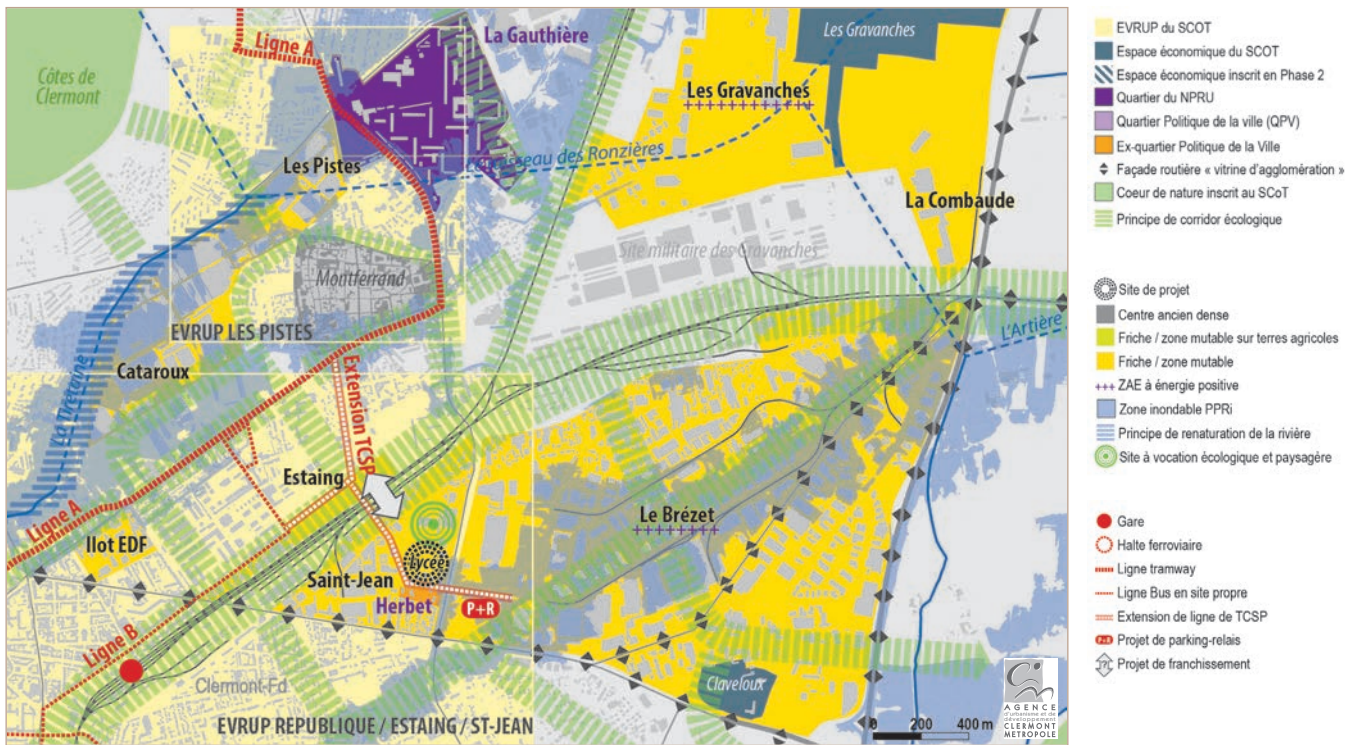 Ligne A
La Gauthière
Les Gravanches
Côtes de
Clermont
Les Gravanches
Les Pistes
Le Ruisseau des Ronzières
La Combaude
Site militaire des Gravanches
Montferrand
EVRUP LES PISTES
L'Artière
La Tiretaine
Cataroux
Extension TCSP
Estaing
Ligne A
Ilot EDF
Le Brézet
Lycée
Saint-Jean
Herbet
P+R
Ligne B
Clermont-Fd
Claveloux
EVRUP REPUBLIQUE / ESTAING / ST-JEAN
0 200 400 m
AGENCE
d'urbanisme et de
développement
CLERMONT
METROPOLE
EVRUP du SCOT
Espace économique du SCOT
Espace économique inscrit en Phase 2
Quartier du NPRU
Quartier Politique de la ville (QPV)
Ex-quartier Politique de la Ville
Façade routière « vitrine d'agglomération »
Coeur de nature inscrit au SCoT
Principe de corridor écologique
Site de projet
Centre ancien dense
Friche / zone mutable sur terres agricoles
Friche / zone mutable
ZAE à énergie positive
Zone inondable PPRi
Principe de renaturation de la rivière
Site à vocation écologique et paysagère
Gare
Halte ferroviaire
Ligne tramway
Ligne Bus en site propre
Extension de ligne de TCSP
P+R Projet de parking-relais
Projet de franchissement